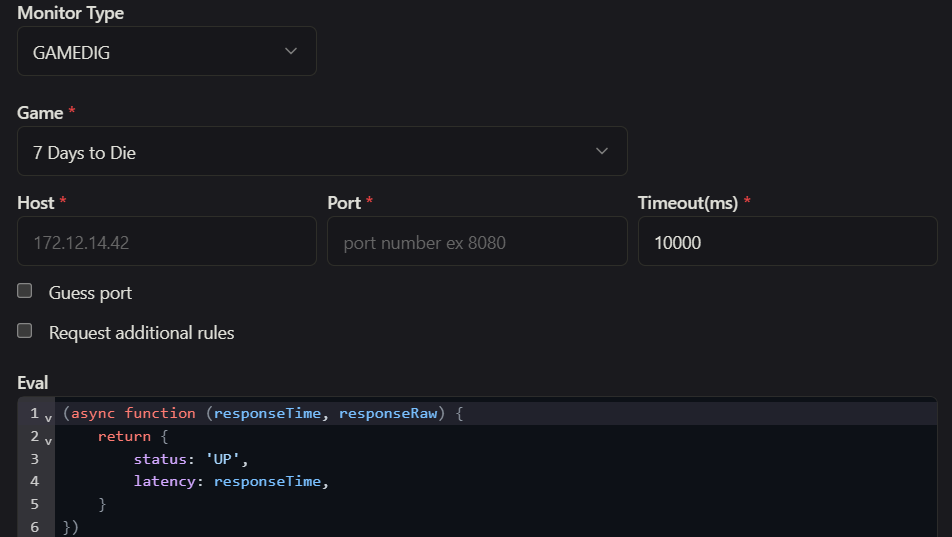 Monitor Type
GAMEDIG
Game *
7 Days to Die
Host * Port * Timeout(ms) *
172.12.14.42 port number ex 8080 10000
Guess port
Request additional rules
Eval
1 v (async function (responseTime, responseRaw) {
2 v     return {
3         status: 'UP',
4         latency: responseTime,
5     }
6 })